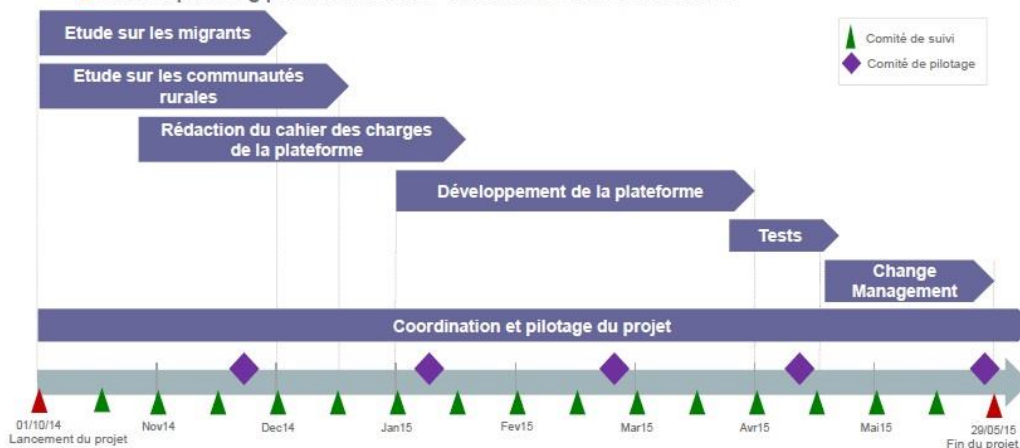 Etude sur les migrants
Comité de suivi
Comité de pilotage
Etude sur les communautés
rurales
Rédaction du cahier des charges
de la plateforme
Développement de la plateforme
Tests
Change
Management
Coordination et pilotage du projet
01/10/14
Lancement du projet
Nov14
Dec14
Jan15
Fev15
Mar15
Avr15
Mai15
29/05/15
Fin du projet